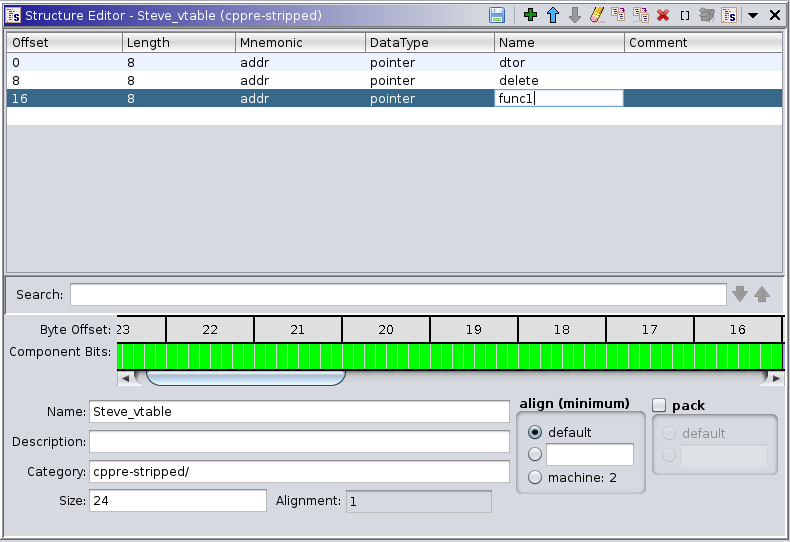 Structure Editor - Steve_vtable (cppre-stripped)
Offset Length Mnemonic DataType Name Comment
0 8 addr pointer dtor
8 8 addr pointer delete
16 8 addr pointer func1
Search:
Byte Offset: 23 22 21 20 19 18 17 16
Component Bits:
Name: Steve_vtable
Description:
Category: cppre-stripped/
Size: 24 Alignment: 1
align (minimum)
default
machine: 2
pack
default